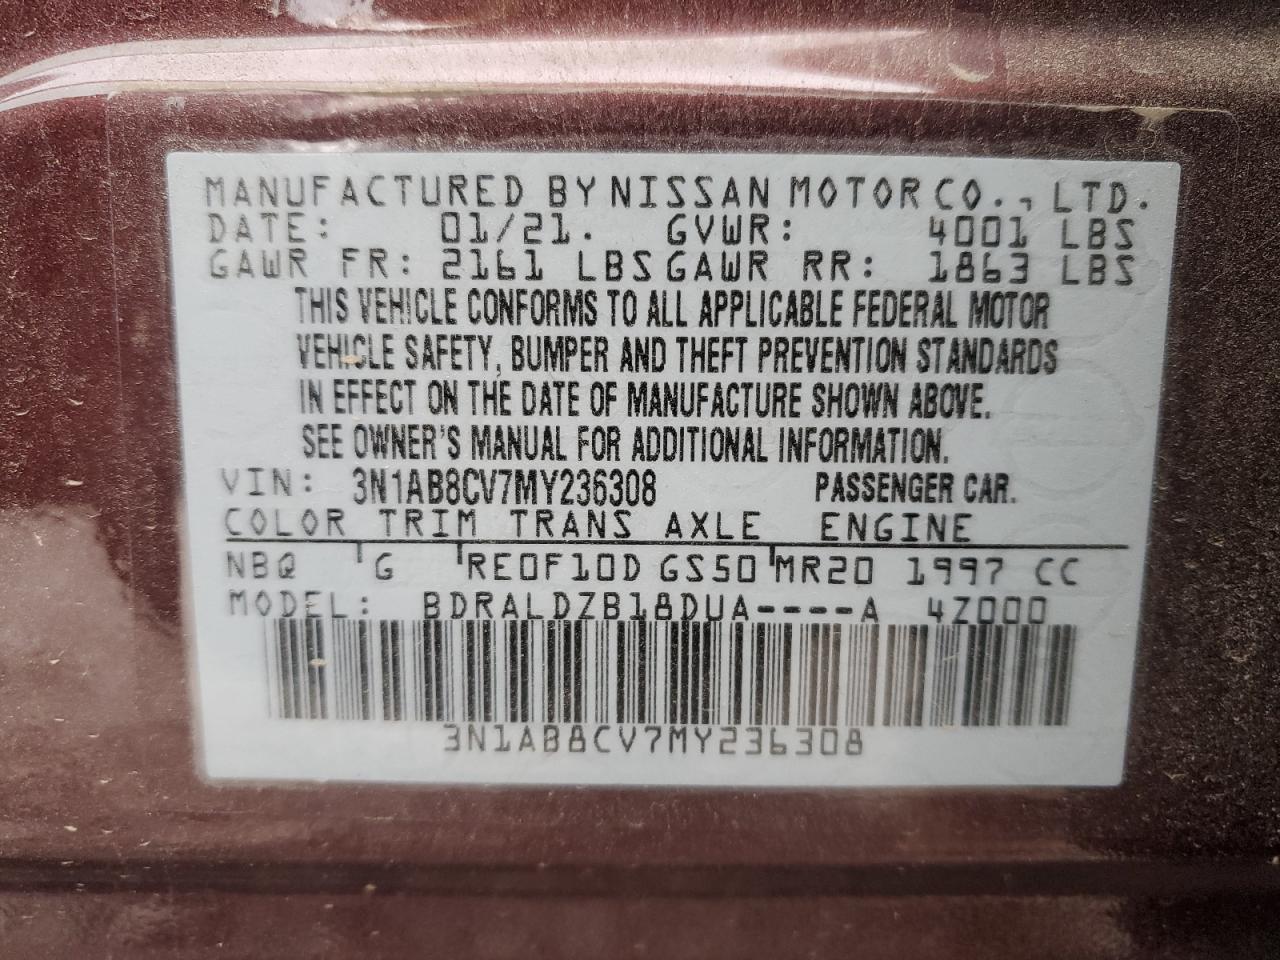 MANUFACTURED BY NISSAN MOTOR CO., LTD.
DATE: 01/21. GVWR: 4001 LBS
GAWR FR: 2161 LBS GAWR RR: 1863 LBS
THIS VEHICLE CONFORMS TO ALL APPLICABLE FEDERAL MOTOR
VEHICLE SAFETY, BUMPER AND THEFT PREVENTION STANDARDS
IN EFFECT ON THE DATE OF MANUFACTURE SHOWN ABOVE.
SEE OWNER'S MANUAL FOR ADDITIONAL INFORMATION.
VIN: 3N1AB8CV7MY236308 PASSENGER CAR.
COLOR TRIM TRANS AXLE ENGINE
NBQ G RE0F10D GS50 MR20 1997 CC
MODEL: BDRALDZB18DUA----A 4Z000
3N1AB8CV7MY236308